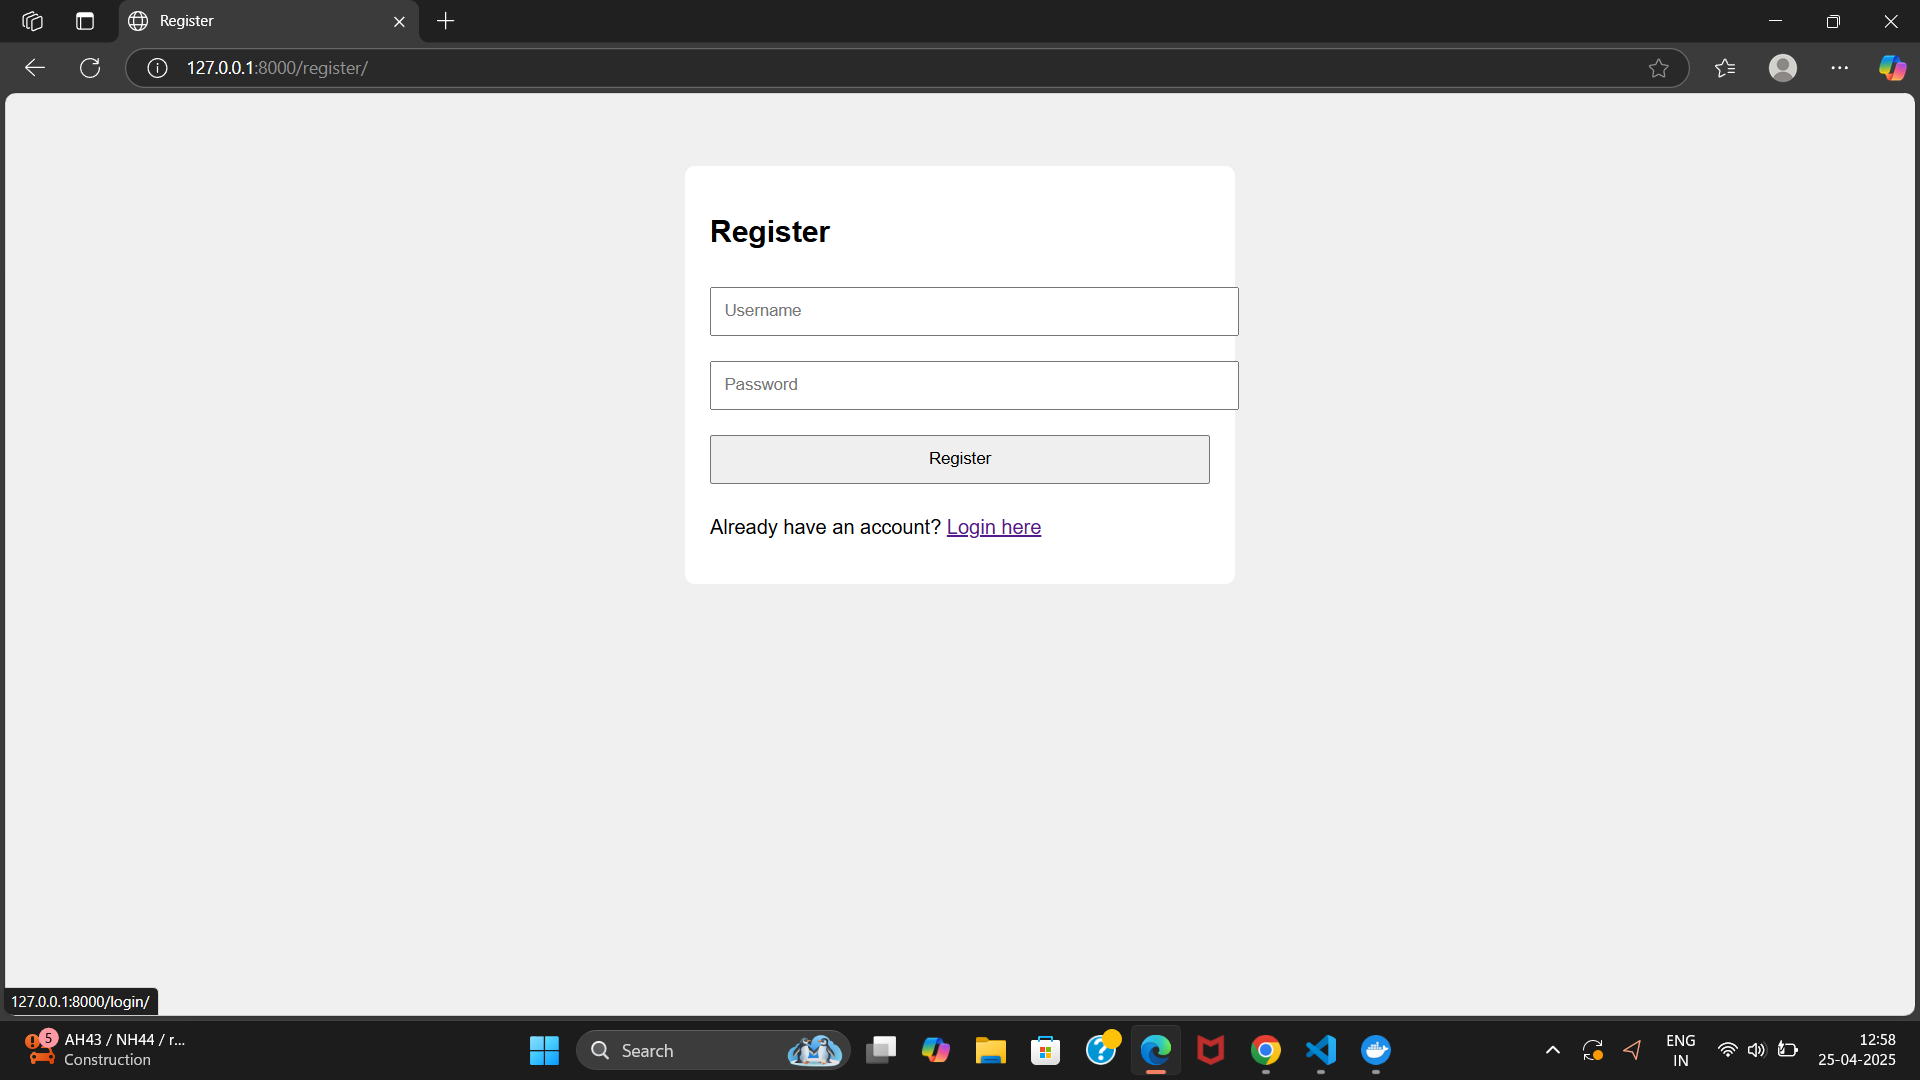 Register
127.0.0.1:8000/register/
Register
Username
Password
Register
Already have an account? Login here
127.0.0.1:8000/login/
5
AH43 / NH44 / r...
Construction
Search
ENG
IN
12:58
25-04-2025